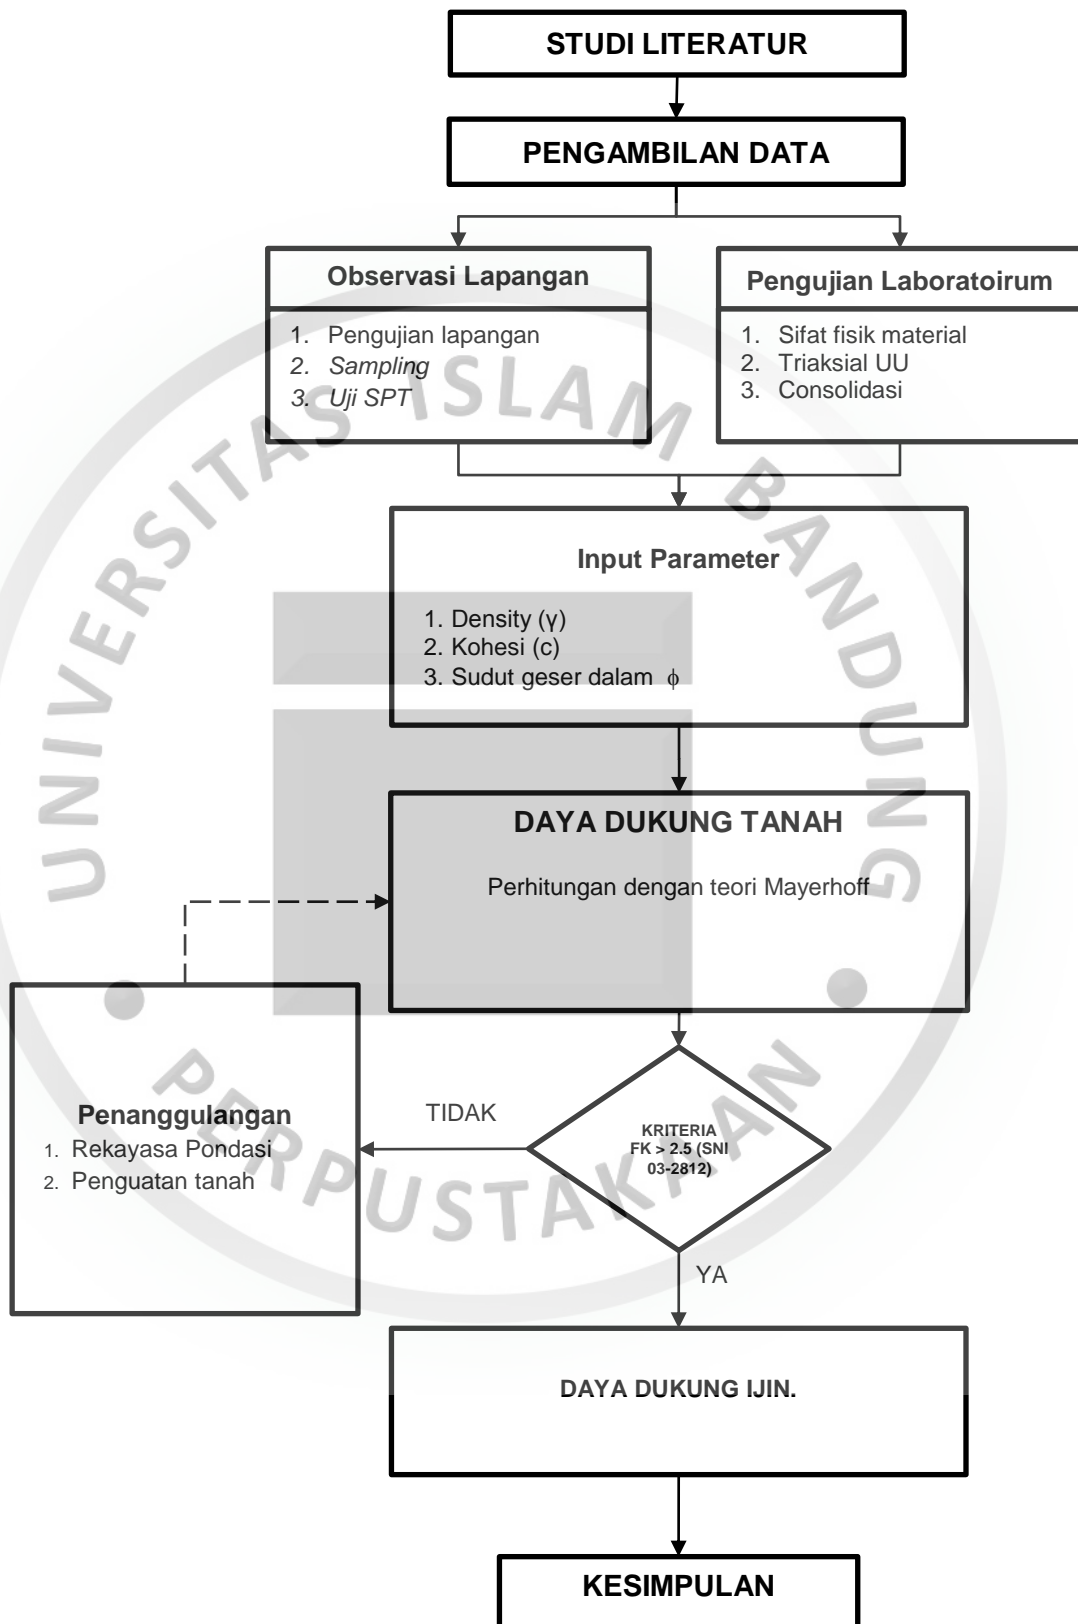 STUDI LITERATUR
PENGAMBILAN DATA
Observasi Lapangan
1. Pengujian lapangan
2. Sampling
3. Uji SPT
Pengujian Laboratoirum
1. Sifat fisik material
2. Triaksial UU
3. Consolidasi
Input Parameter
1. Density (γ)
2. Kohesi (c)
3. Sudut geser dalam ϕ
DAYA DUKUNG TANAH
Perhitungan dengan teori Mayerhoff
Penanggulangan
1. Rekayasa Pondasi
2. Penguatan tanah
TIDAK
KRITERIA
FK > 2.5 (SNI
03-2812)
YA
DAYA DUKUNG IJIN.
KESIMPULAN
UNIVERSITAS ISLAM BANDUNG
PERPUSTAKAAN